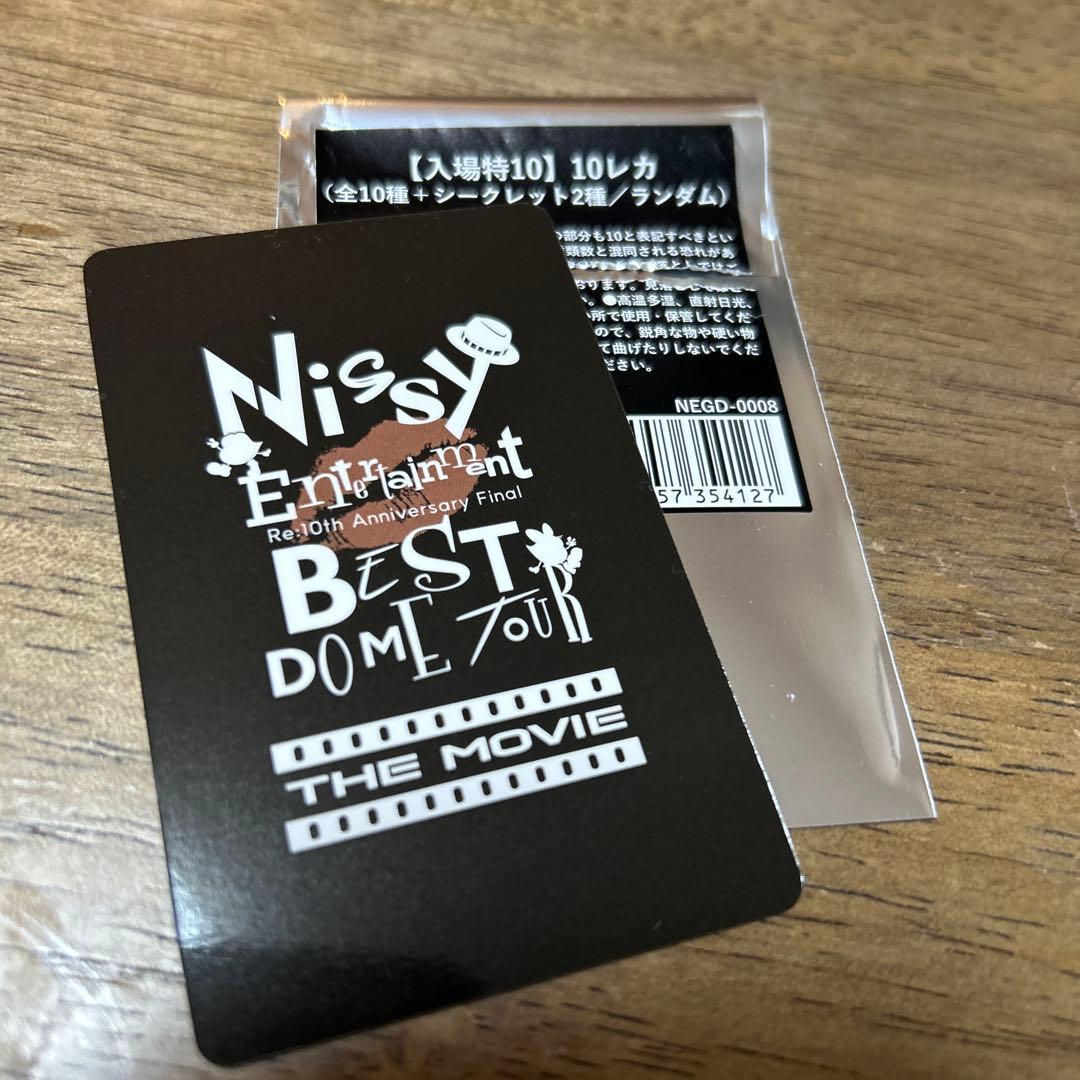 【入場特10】10レカ
(全10種+シークレット2種／ランダム)
部分も10と表記すべきとい
類数と混同される恐れがあ
おります。
●高温多湿、直射日光、
所で使用・保管してくだ
ので、鋭角な物や硬い物
て曲げたりしないでくだ
ださい。
NEGD-0008
57 354127
Nissy
Entertainment
Re:10th Anniversary Final
BEST
DOME TOUR
THE MOVIE